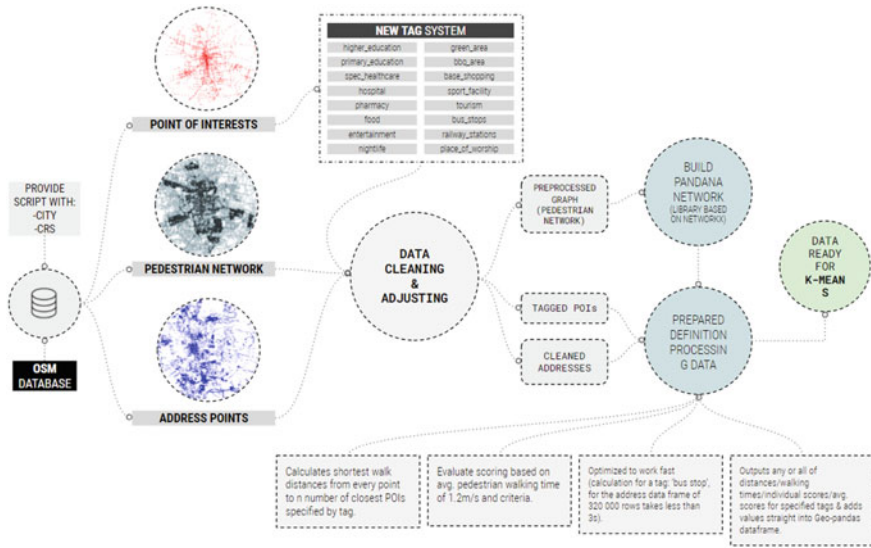 NEW TAG SYSTEM
higher_education
green_area
primary_education
bbq_area
spec_healthcare
base_shopping
hospital
sport_facility
pharmacy
tourism
food
bus_stops
entertainment
railway_stations
nightlife
place_of_worship
POINT OF INTERESTS
PROVIDE
SCRIPT WITH:
-CITY
-CRS
OSM
DATABASE
PEDESTRIAN NETWORK
ADDRESS POINTS
DATA
CLEANING
&
ADJUSTING
PREPROCESSED
GRAPH
(PEDESTRIAN
NETWORK)
TAGGED POIs
CLEANED
ADDRESSES
BUILD
PANDANA
NETWORK
(LIBRARY BASED
ON NETWORKX)
PREPARED
DEFINITION
PROCESSIN
G DATA
DATA
READY
FOR
K-MEAN
S
Calculates shortest walk
distances from every point
to n number of closest POIs
specified by tag.
Evaluate scoring based on
avg. pedestrian walking time
of 1.2m/s and criteria.
Optimized to work fast
(calculation for a tag: 'bus stop',
for the address data frame of
320 000 rows takes less than
3s).
Outputs any or all of
distances/walking
times/individual scores/avg.
scores for specified tags & adds
values straight into Geo-pandas
dataframe.